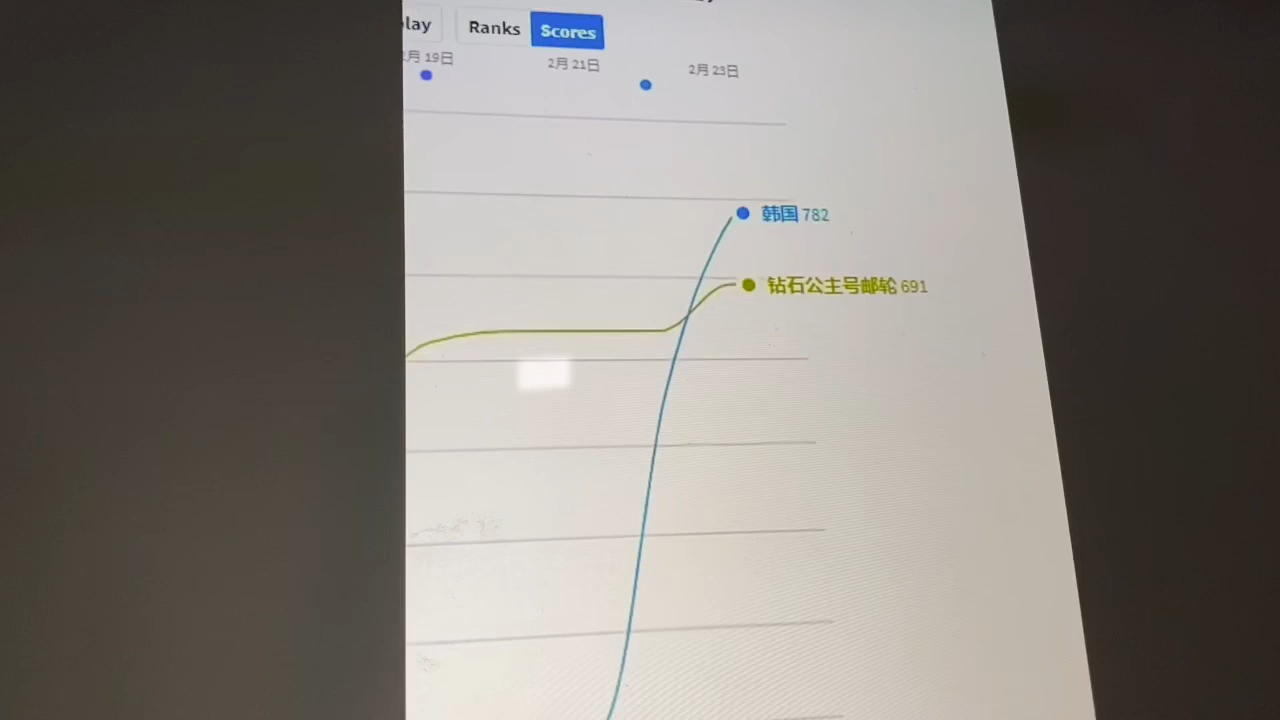 lay
Ranks
Scores
月 19日
2月 21日
2月 23日
韩国 782
钻石公主号邮轮 691